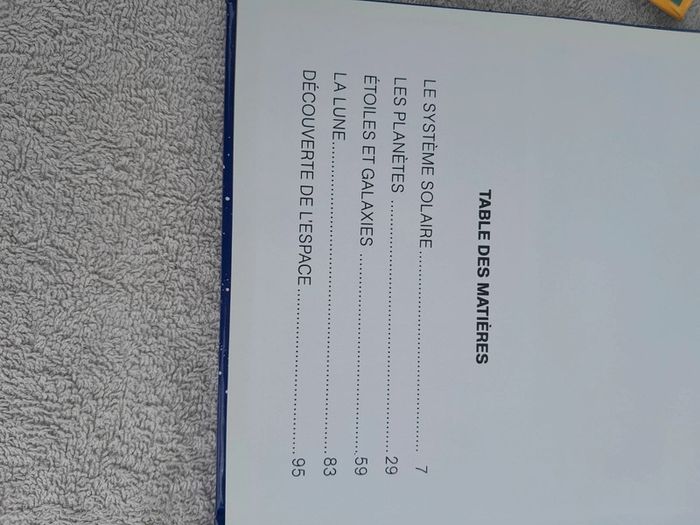 TABLE DES MATIÈRES
LE SYSTÈME SOLAIRE.................................................. 7
LES PLANÈTES ..................................................29
ÉTOILES ET GALAXIES ........................................59
LA LUNE..............................................................83
DÉCOUVERTE DE L'ESPACE ..................................95